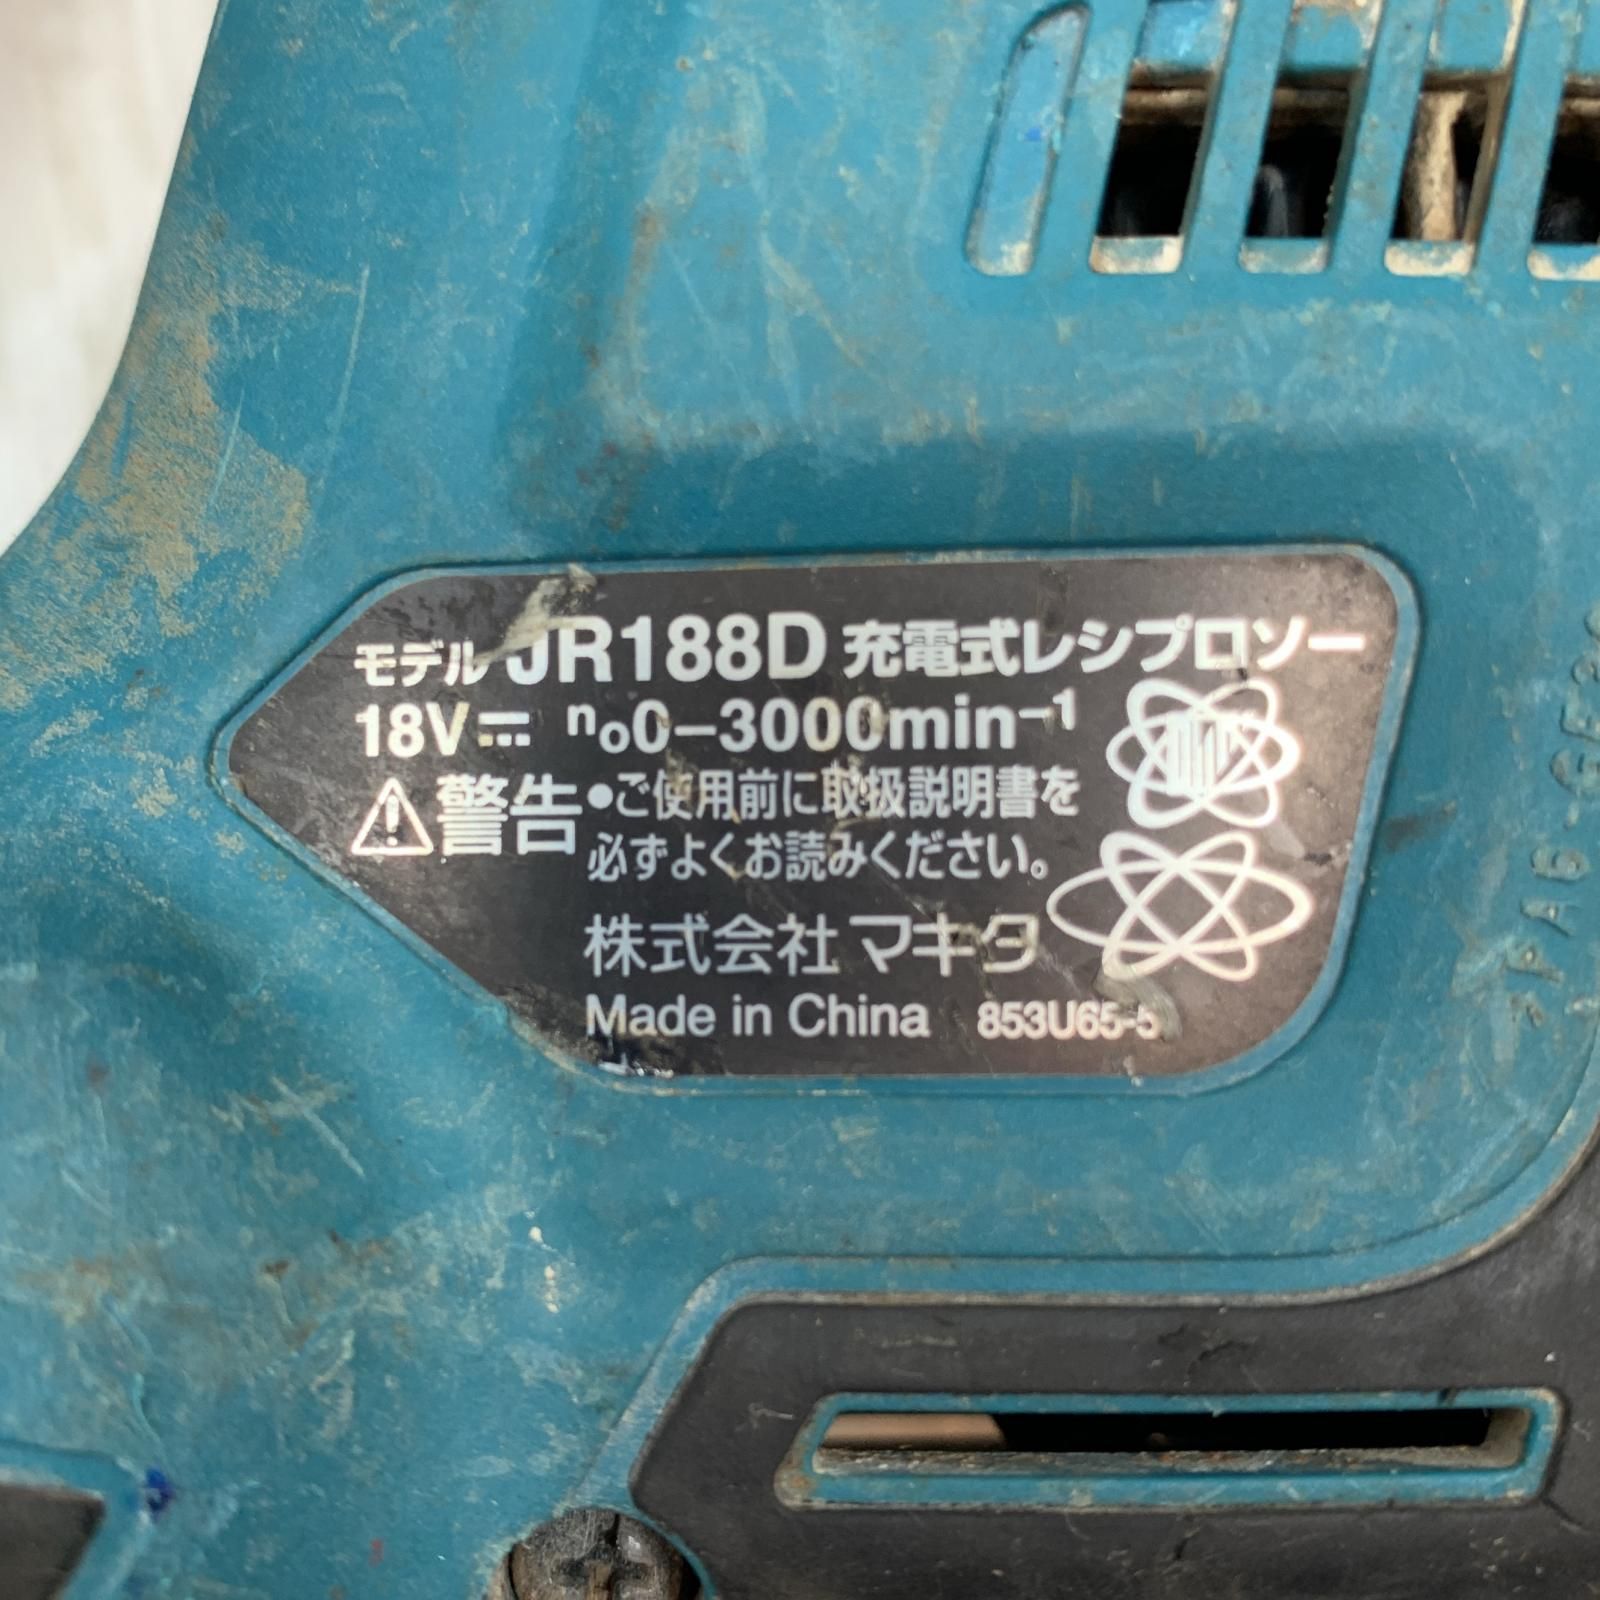 モデル JR188D 充電式レシプロソー
18V n₀0-3000min⁻¹
警告 ●ご使用前に取扱説明書を
必ずよくお読みください。
株式会社マキタ
Made in China 853U65-5